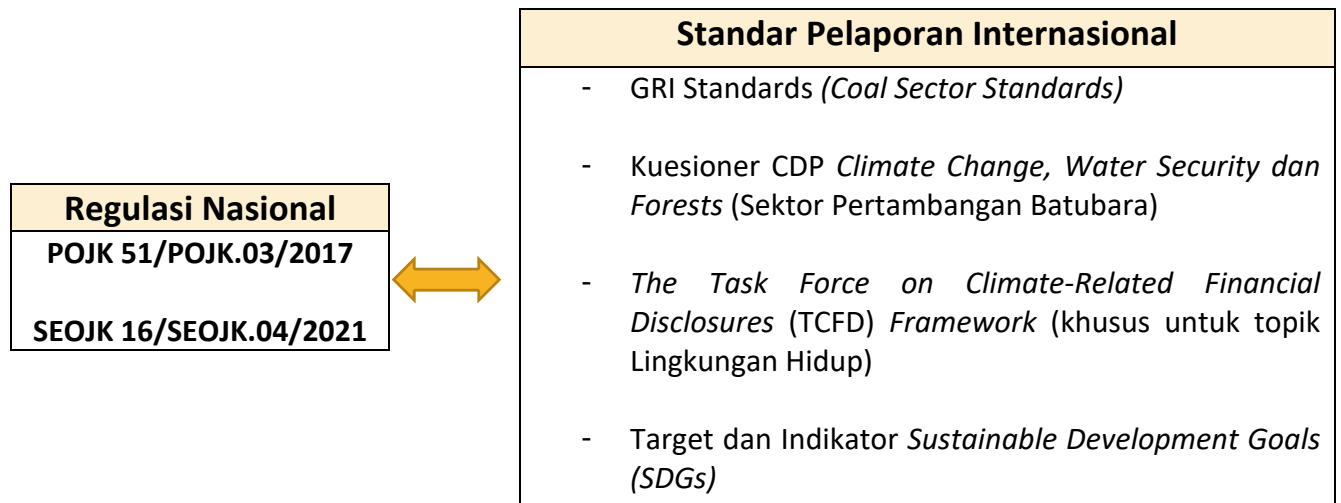 Regulasi Nasional
POJK 51/POJK.03/2017
SEOJK 16/SEOJK.04/2021
Standar Pelaporan Internasional
- GRI Standards (Coal Sector Standards)
- Kuesioner CDP Climate Change, Water Security dan
Forests (Sektor Pertambangan Batubara)
- The Task Force on Climate-Related Financial
Disclosures (TCFD) Framework (khusus untuk topik
Lingkungan Hidup)
- Target dan Indikator Sustainable Development Goals
(SDGs)